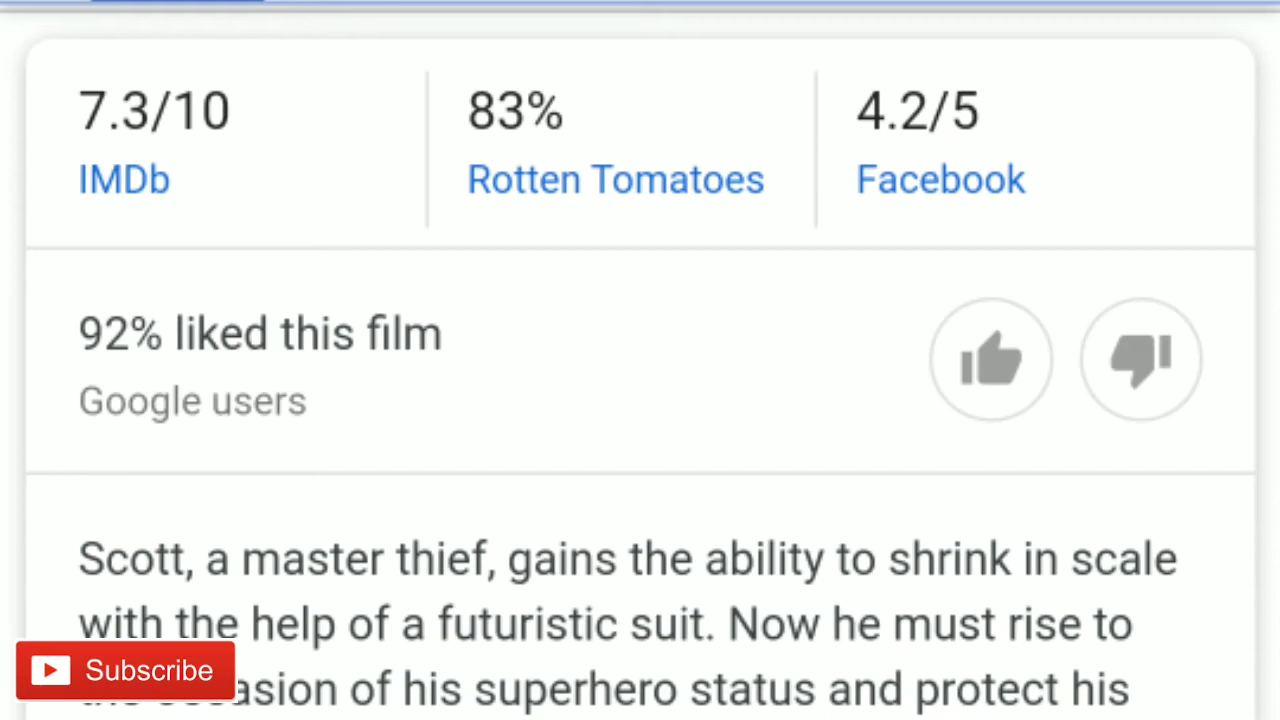 7.3/10 83% 4.2/5
IMDb Rotten Tomatoes Facebook
92% liked this film
Google users
Scott, a master thief, gains the ability to shrink in scale
with the help of a futuristic suit. Now he must rise to
of his superhero status and protect his
Subscribe